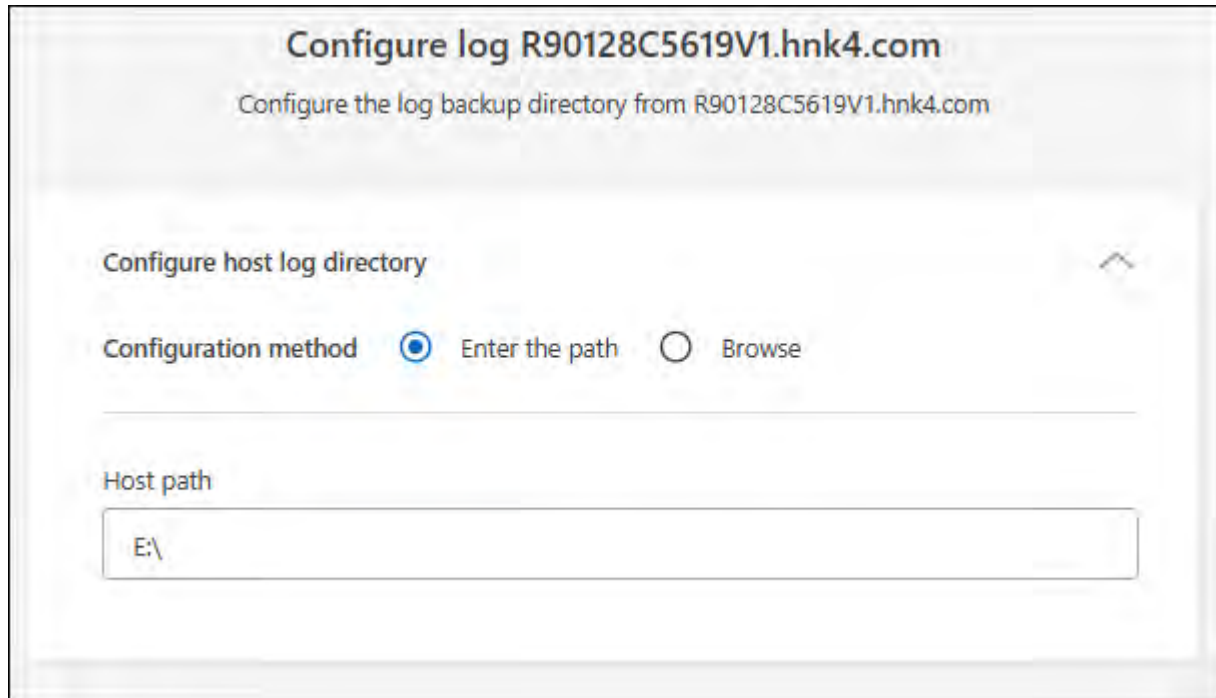 Configure log R90128C5619V1.hnk4.com
Configure the log backup directory from R90128C5619V1.hnk4.com
Configure host log directory
Configuration method Enter the path Browse
Host path
E:\